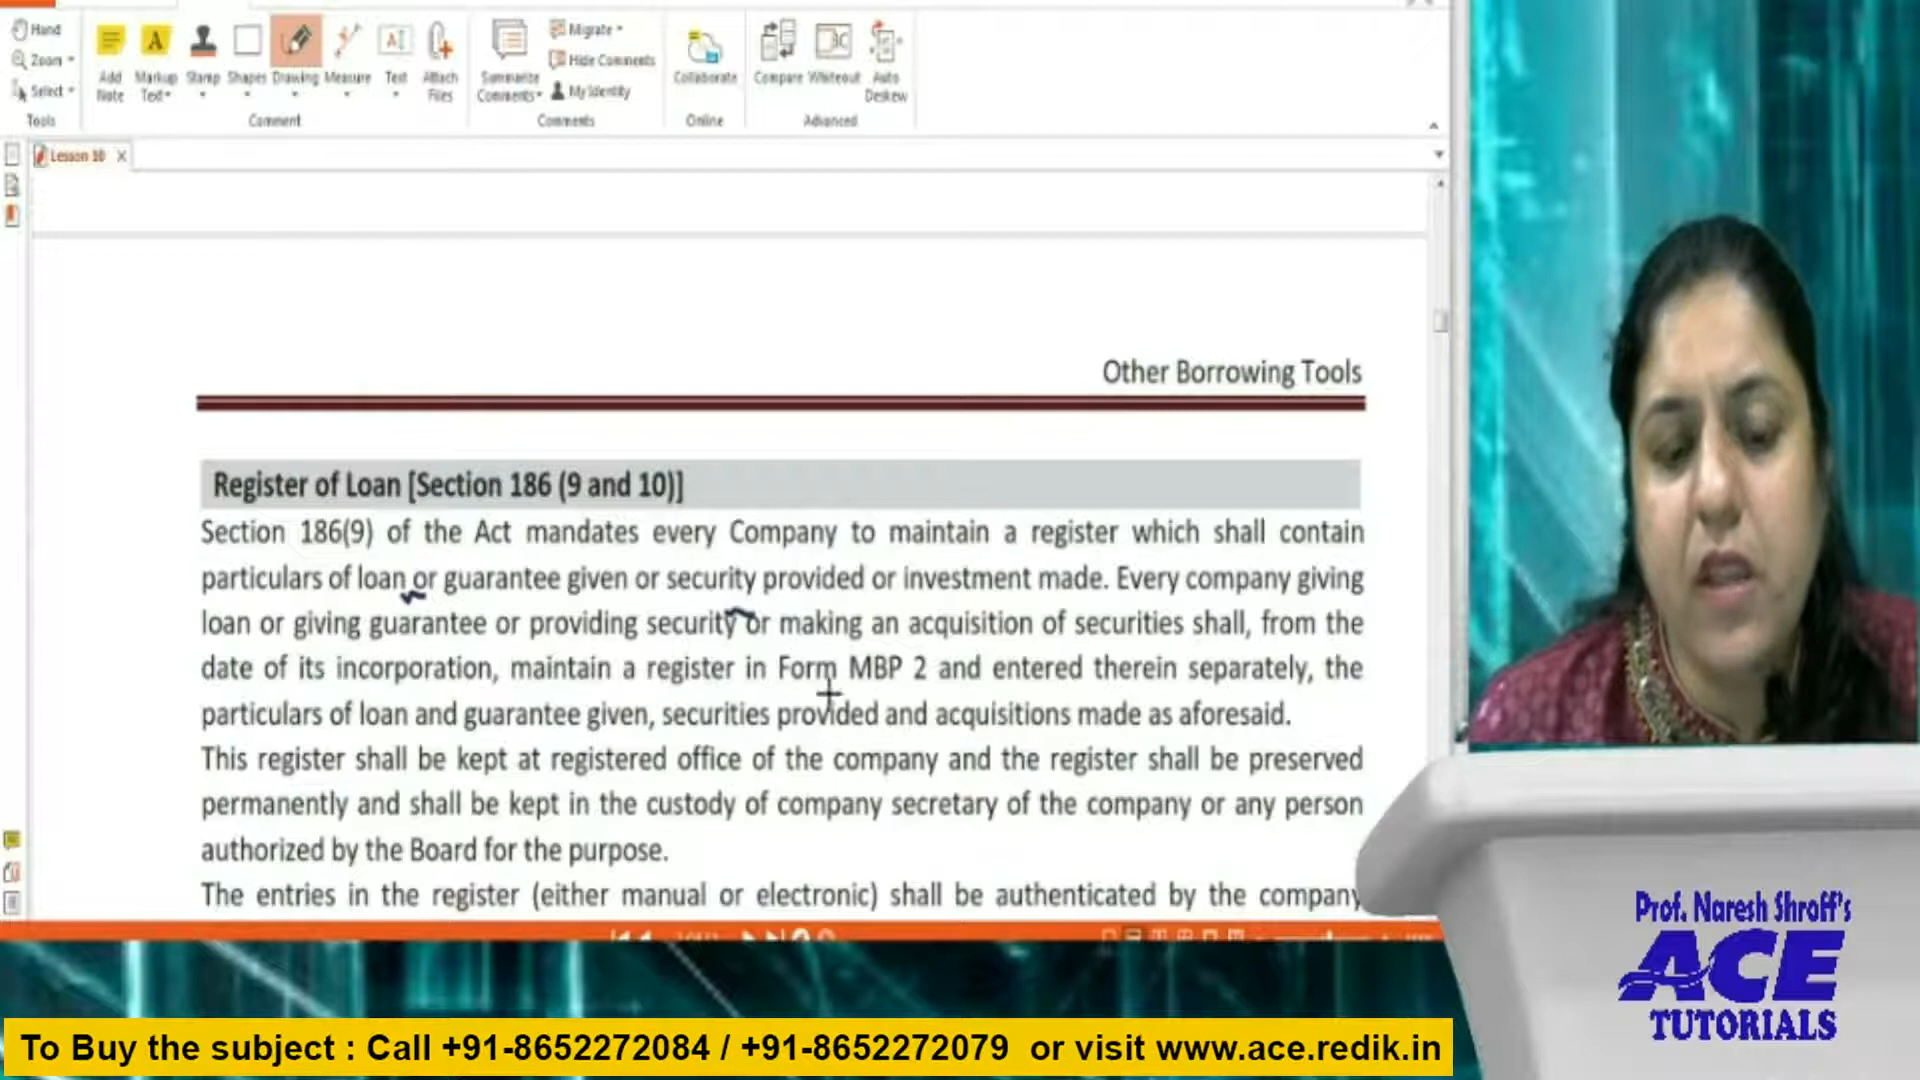 Hand
Zoom
Select
Tools
Add Note
Markup Text
Stamp
Shapes
Drawing
Measure
Text
Attach Files
Comment
Summarize Comments
Migrate
Hide Comments
My Identity
Comments
Collaborate
Online
Compare
Whiteout
Auto Deskew
Advanced
Lesson 10
Other Borrowing Tools
Register of Loan [Section 186 (9 and 10)]
Section 186(9) of the Act mandates every Company to maintain a register which shall contain
particulars of loan or guarantee given or security provided or investment made. Every company giving
loan or giving guarantee or providing security or making an acquisition of securities shall, from the
date of its incorporation, maintain a register in Form MBP 2 and entered therein separately, the
particulars of loan and guarantee given, securities provided and acquisitions made as aforesaid.
This register shall be kept at registered office of the company and the register shall be preserved
permanently and shall be kept in the custody of company secretary of the company or any person
authorized by the Board for the purpose.
The entries in the register (either manual or electronic) shall be authenticated by the company
Prof. Naresh Shroff's
ACE
TUTORIALS
To Buy the subject : Call +91-8652272084 / +91-8652272079 or visit www.ace.redik.in